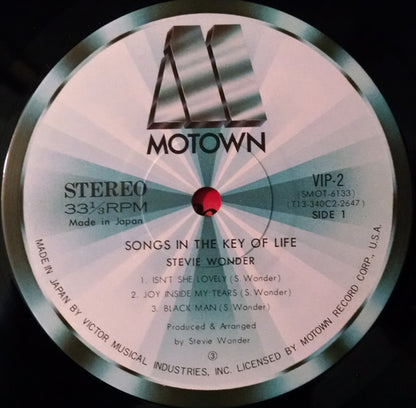 MOTOWN
STEREO
33⅓RPM
Made in Japan
VIP-2
(SMOT-6133)
(T13-340C2-2647)
SIDE 1
SONGS IN THE KEY OF LIFE
STEVIE WONDER
1. ISN'T SHE LOVELY (S. Wonder)
2. JOY INSIDE MY TEARS (S. Wonder)
3. BLACK MAN (S. Wonder)
Produced & Arranged
by Stevie Wonder
③
MADE IN JAPAN BY VICTOR MUSICAL INDUSTRIES, INC. LICENSED BY MOTOWN RECORD CORP., U.S.A.